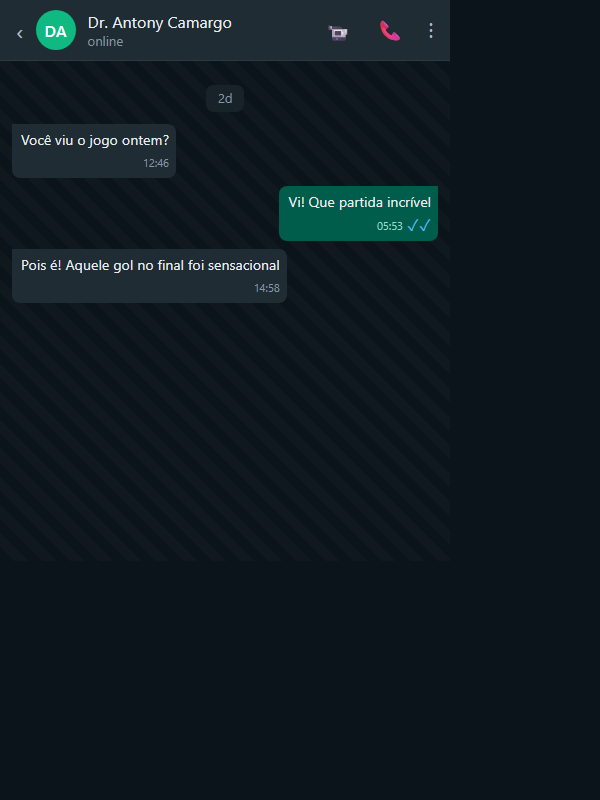 ‹
DA
Dr. Antony Camargo
online
2d
Você viu o jogo ontem?
12:46
Vi! Que partida incrível
05:53 ✓✓
Pois é! Aquele gol no final foi sensacional
14:58